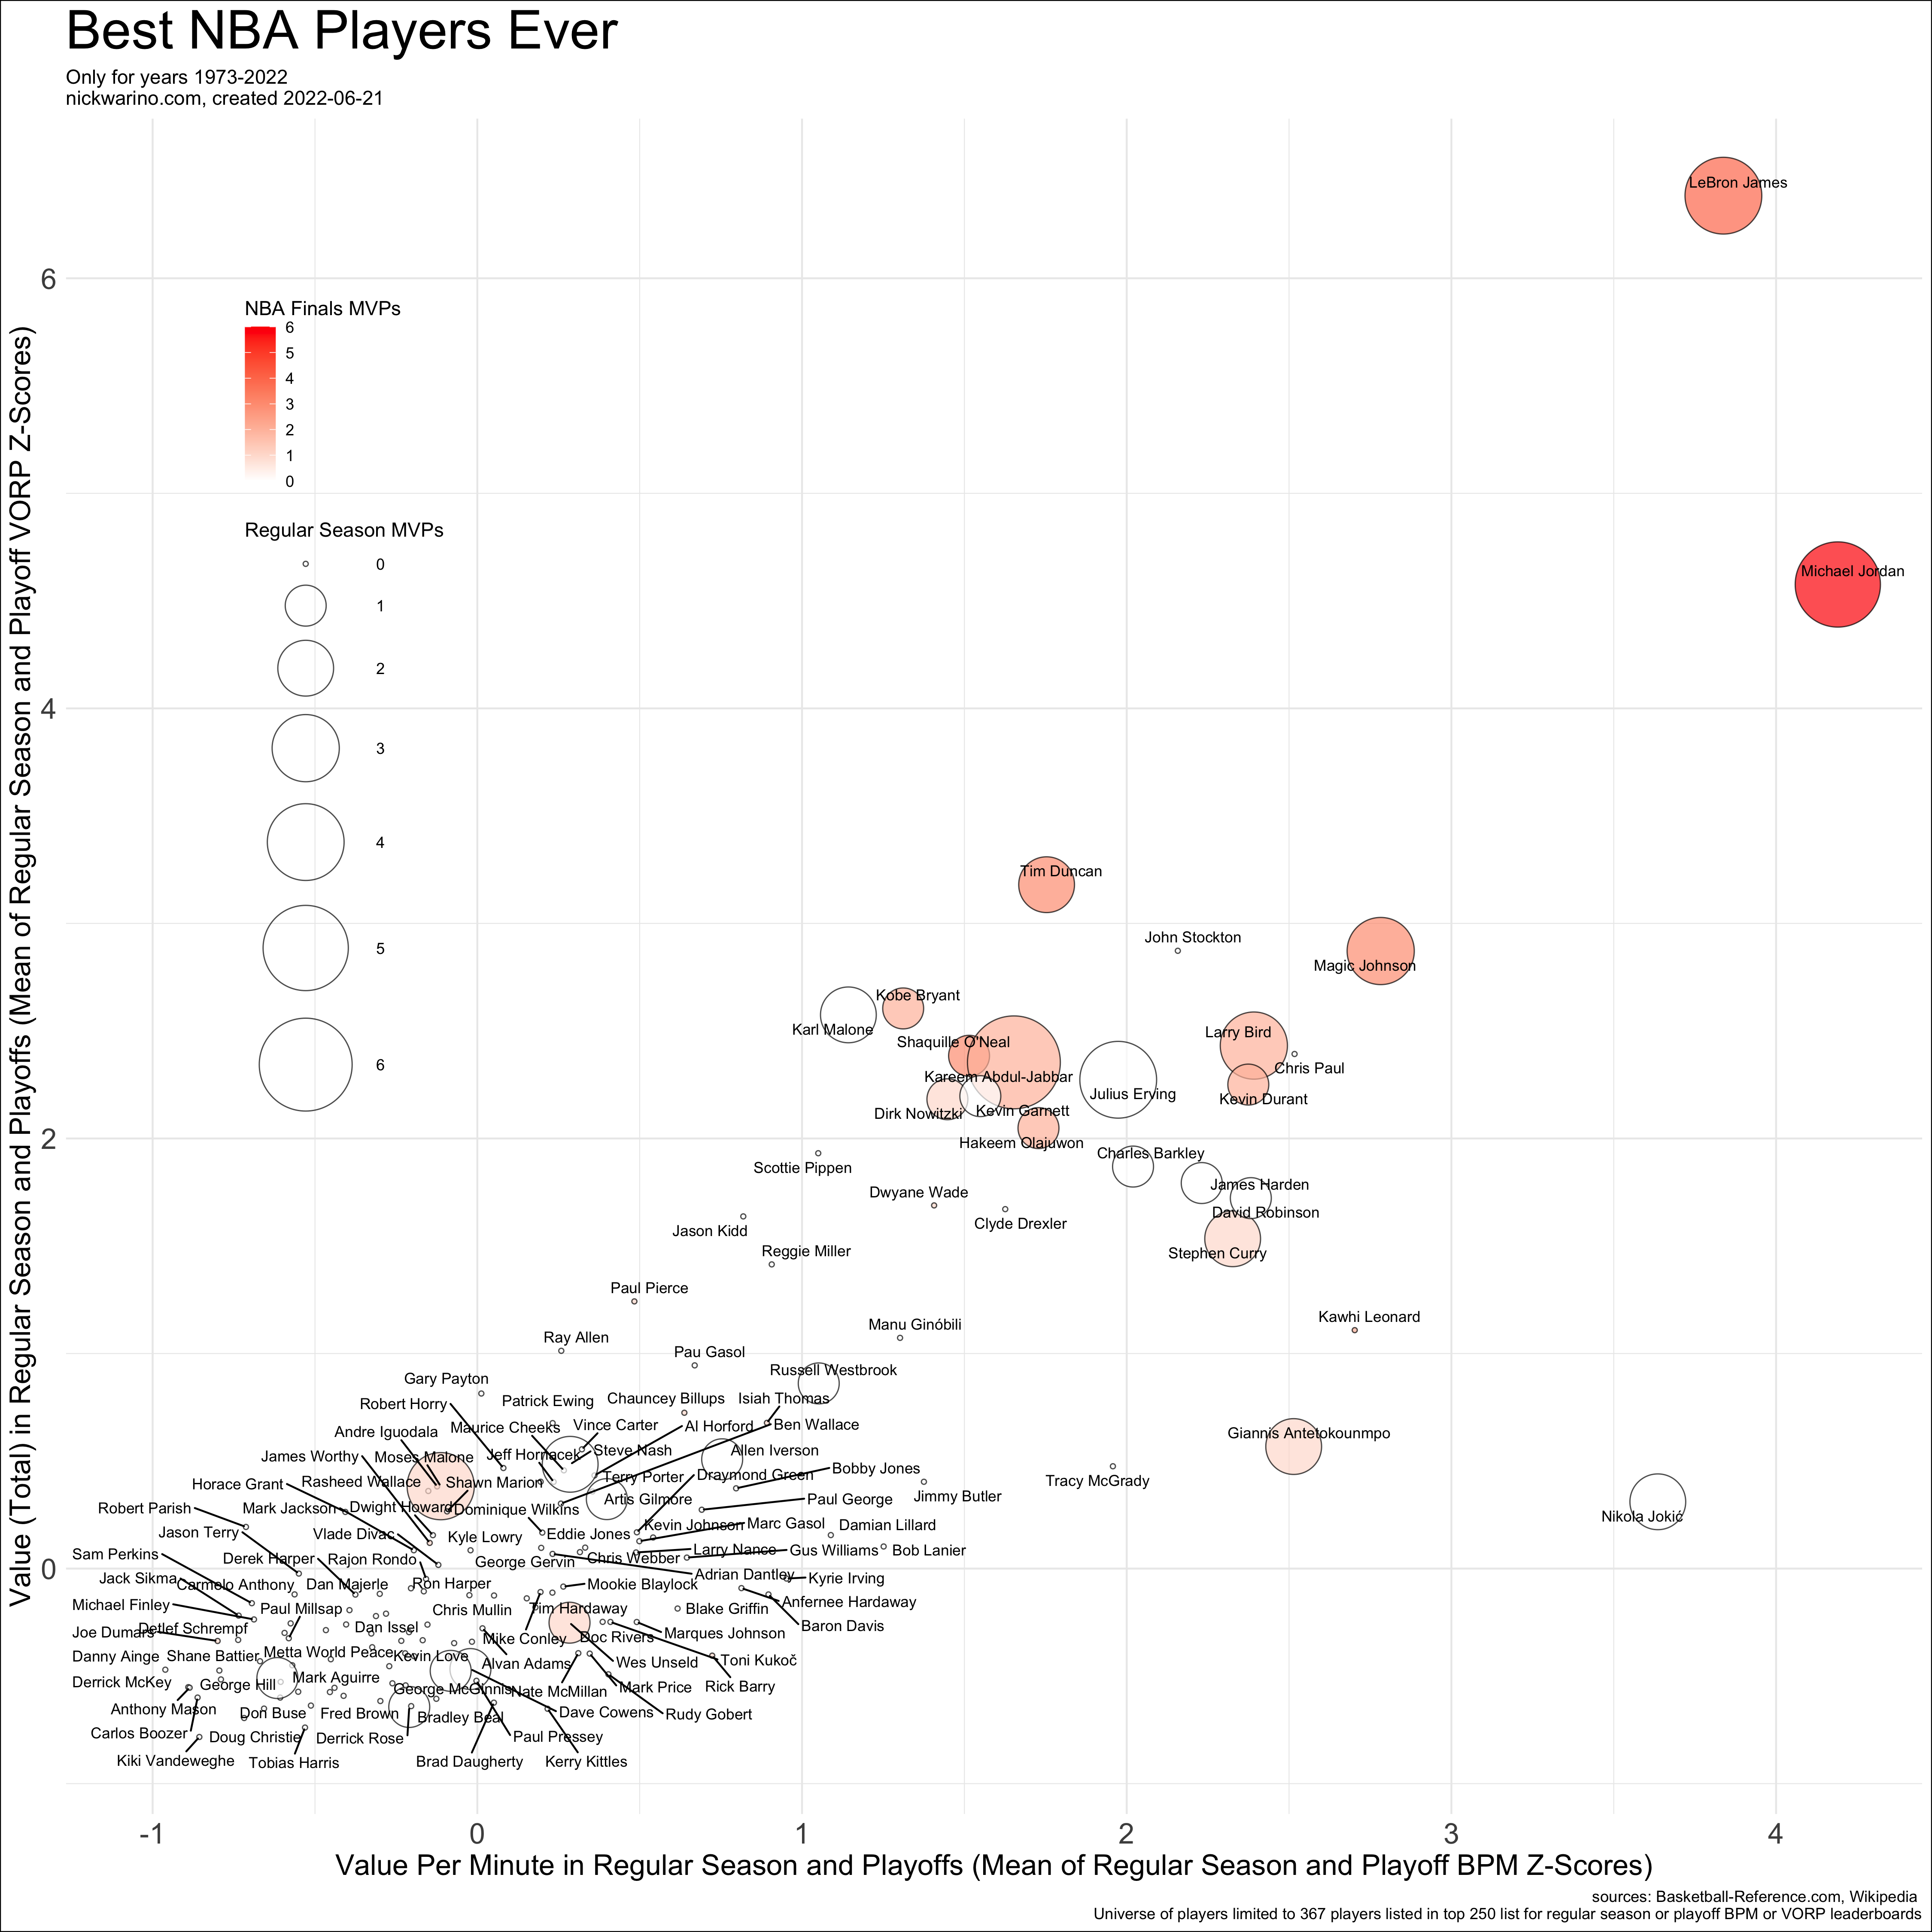 Best NBA Players Ever
Only for years 1973-2022
nickwarino.com, created 2022-06-21
Value (Total) in Regular Season and Playoffs (Mean of Regular Season and Playoff VORP Z-Scores)
6
4
2
0
NBA Finals MVPs
6
5
4
3
2
1
0
Regular Season MVPs
0
1
2
3
4
5
6
LeBron James
Michael Jordan
Tim Duncan
John Stockton
Magic Johnson
Kobe Bryant
Karl Malone
Larry Bird
Shaquille O'Neal
Chris Paul
Kareem Abdul-Jabbar
Julius Erving
Kevin Durant
Dirk Nowitzki
Kevin Garnett
Hakeem Olajuwon
Charles Barkley
Scottie Pippen
James Harden
Dwyane Wade
David Robinson
Clyde Drexler
Jason Kidd
Stephen Curry
Reggie Miller
Paul Pierce
Kawhi Leonard
Manu Ginóbili
Ray Allen
Pau Gasol
Russell Westbrook
Gary Payton
Robert Horry
Patrick Ewing
Chauncey Billups
Isiah Thomas
Andre Iguodala
Maurice Cheeks
Vince Carter
Al Horford
Ben Wallace
Giannis Antetokounmpo
James Worthy
Moses Malone
Jeff Hornacek
Steve Nash
Allen Iverson
Horace Grant
Rasheed Wallace
Shawn Marion
Terry Porter
Draymond Green
Bobby Jones
Tracy McGrady
Robert Parish
Mark Jackson
Dwight Howard
Dominique Wilkins
Artis Gilmore
Paul George
Jimmy Butler
Nikola Jokić
Jason Terry
Vlade Divac
Kyle Lowry
Eddie Jones
Kevin Johnson
Marc Gasol
Damian Lillard
Sam Perkins
Derek Harper
Rajon Rondo
George Gervin
Chris Webber
Larry Nance
Gus Williams
Bob Lanier
Jack Sikma
Carmelo Anthony
Dan Majerle
Ron Harper
Mookie Blaylock
Adrian Dantley
Kyrie Irving
Michael Finley
Paul Millsap
Chris Mullin
Tim Hardaway
Blake Griffin
Anfernee Hardaway
Joe Dumars
Detlef Schrempf
Dan Issel
Mike Conley
Doc Rivers
Marques Johnson
Baron Davis
Danny Ainge
Shane Battier
Metta World Peace
Kevin Love
Alvan Adams
Wes Unseld
Toni Kukoč
Derrick McKey
George Hill
Mark Aguirre
George McGinnis
Nate McMillan
Mark Price
Rick Barry
Anthony Mason
Don Buse
Fred Brown
Bradley Beal
Dave Cowens
Rudy Gobert
Carlos Boozer
Doug Christie
Derrick Rose
Paul Pressey
Kiki Vandeweghe
Tobias Harris
Brad Daugherty
Kerry Kittles
-1
0
1
2
3
4
Value Per Minute in Regular Season and Playoffs (Mean of Regular Season and Playoff BPM Z-Scores)
sources: Basketball-Reference.com, Wikipedia
Universe of players limited to 367 players listed in top 250 list for regular season or playoff BPM or VORP leaderboards